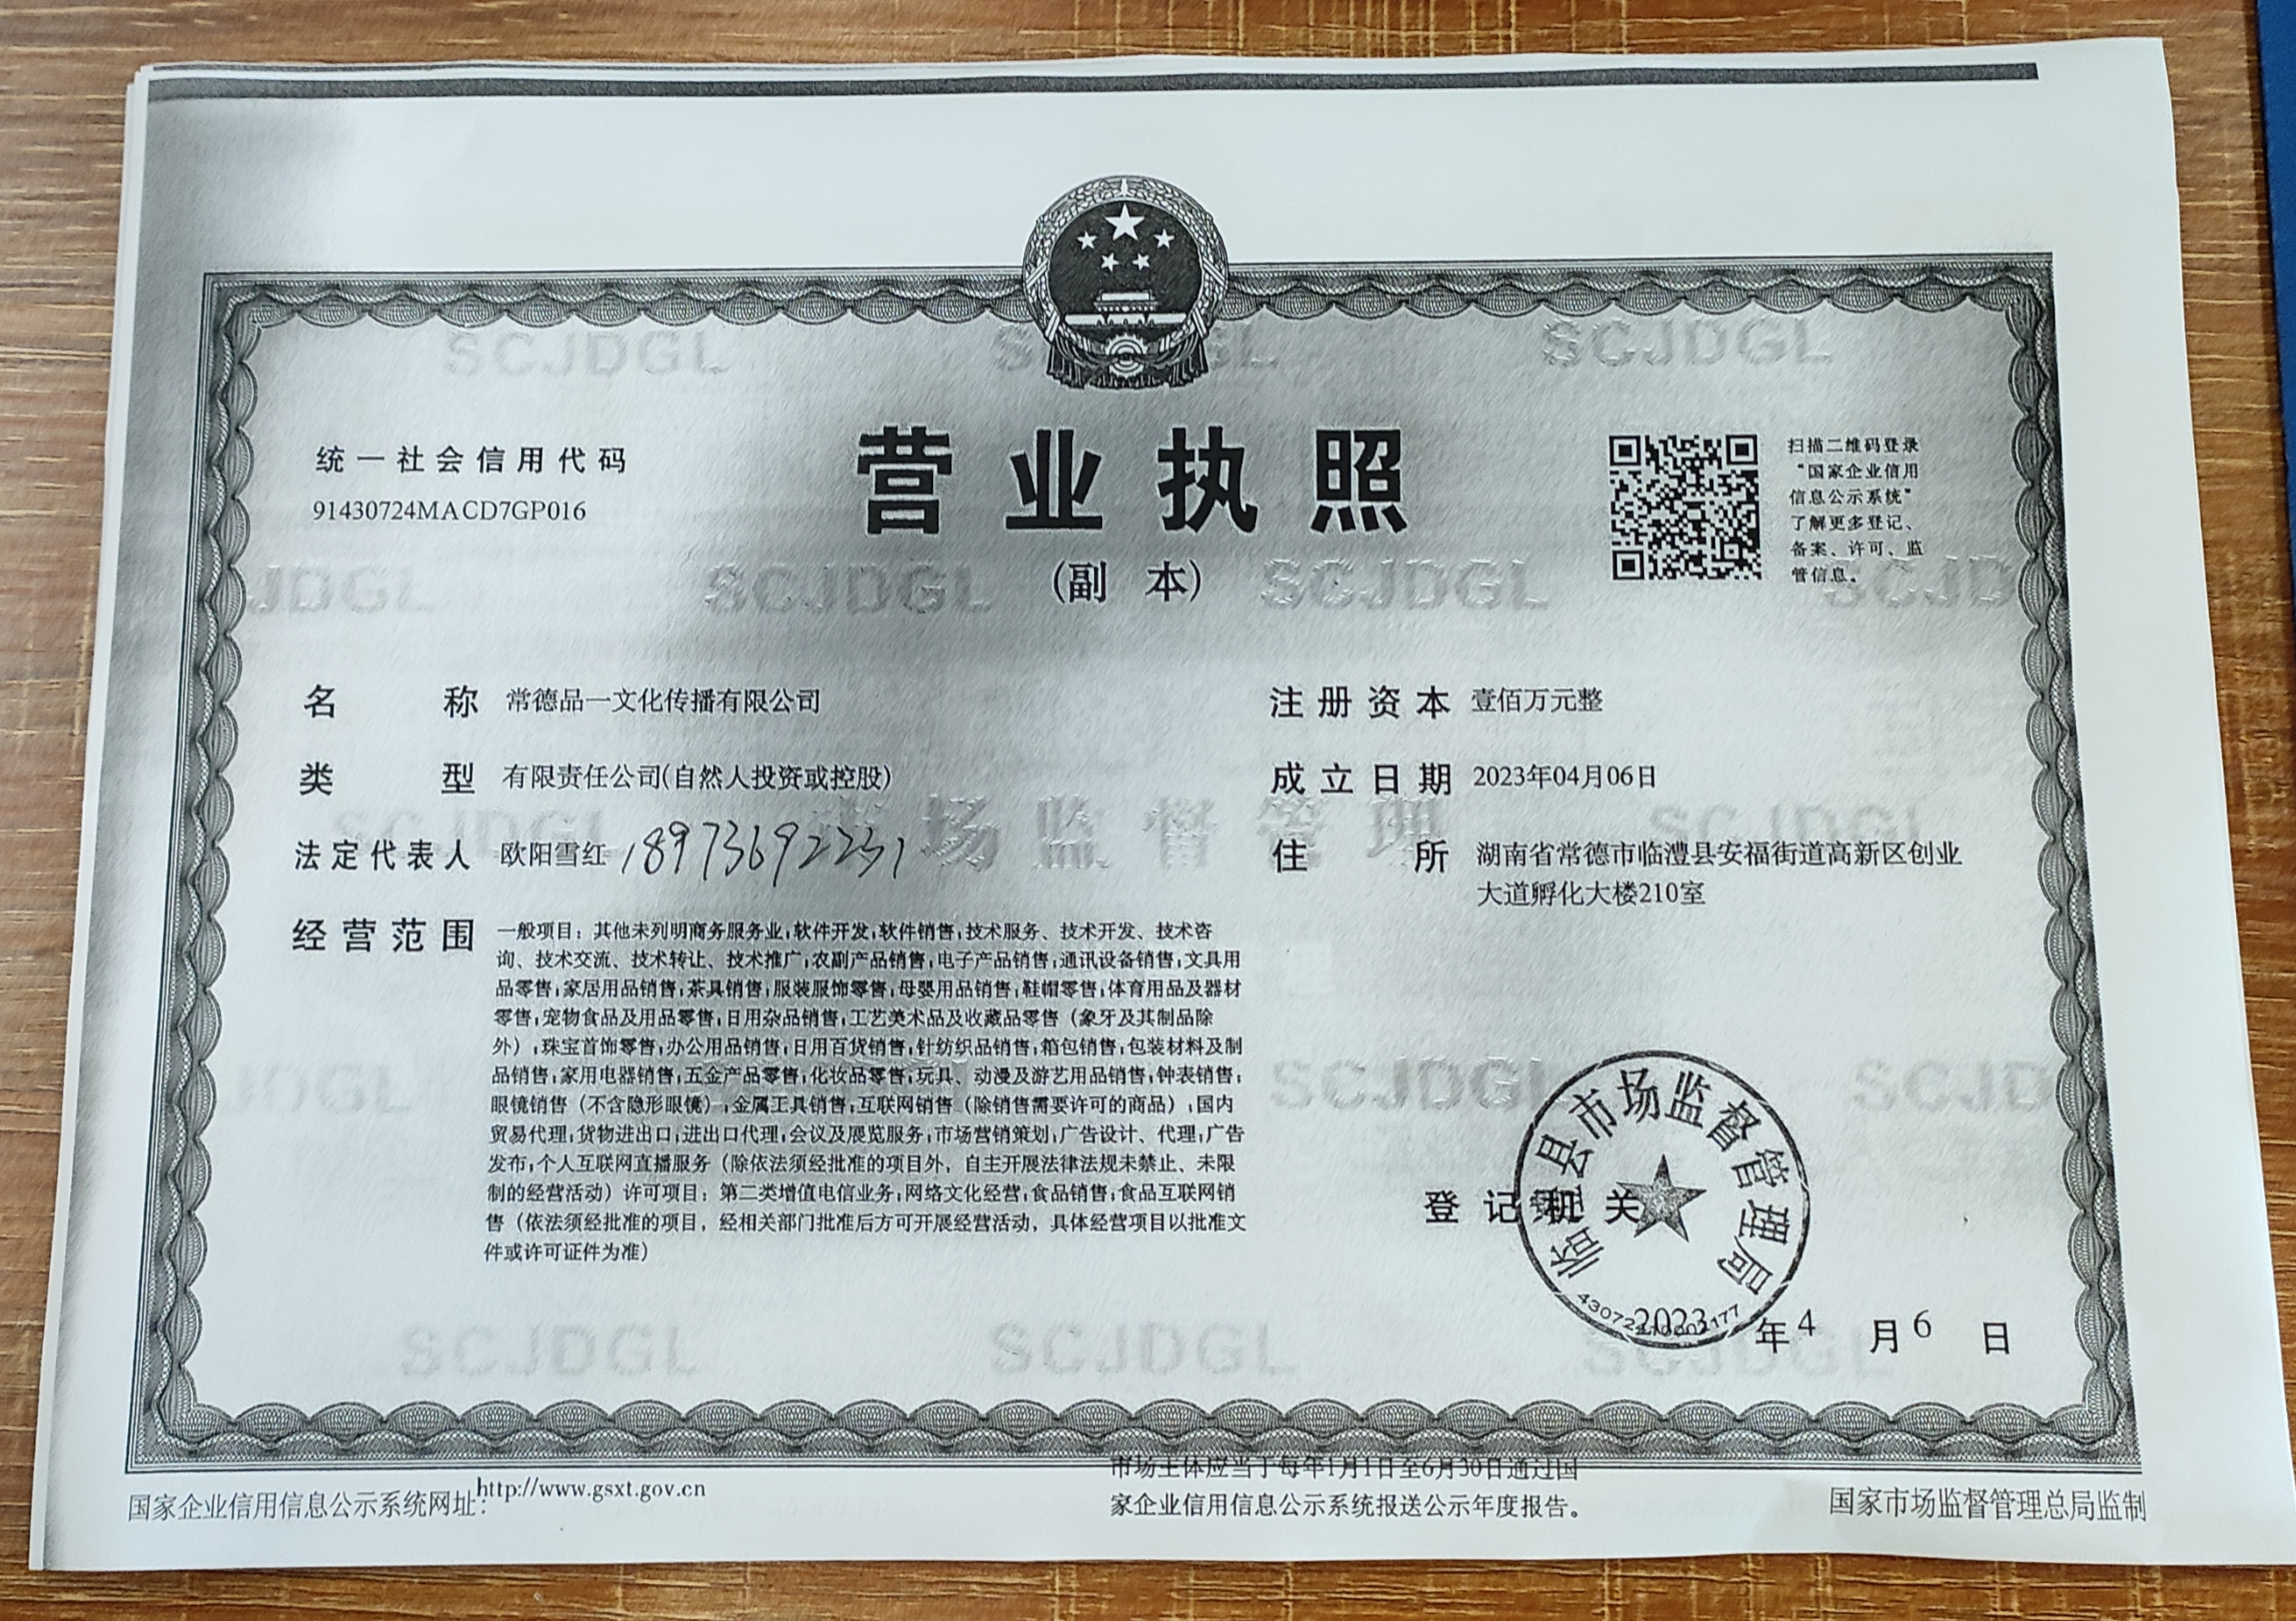 统一社会信用代码
91430724MACD7GP016
营业执照
(副 本)
扫描二维码登录
“国家企业信用
信息公示系统”
了解更多登记、
备案、许可、监
管信息。
名 称 常德品一文化传播有限公司
类 型 有限责任公司(自然人投资或控股)
法定代表人 欧阳雪红 18973692231
经营范围 一般项目：其他未列明商务服务业;软件开发;软件销售;技术服务、技术开发、技术咨
询、技术交流、技术转让、技术推广;农副产品销售;电子产品销售;通讯设备销售;文具用
品零售;家居用品销售;茶具销售;服装服饰零售;母婴用品销售;鞋帽零售;体育用品及器材
零售;宠物食品及用品零售;日用杂品销售;工艺美术品及收藏品零售（象牙及其制品除
外）;珠宝首饰零售;办公用品销售;日用百货销售;针纺织品销售;箱包销售;包装材料及制
品销售;家用电器销售;五金产品零售;化妆品零售;玩具、动漫及游艺用品销售;钟表销售;
眼镜销售（不含隐形眼镜）;金属工具销售;互联网销售（除销售需要许可的商品）;国内
贸易代理;货物进出口;进出口代理;会议及展览服务;市场营销策划;广告设计、代理;广告
发布;个人互联网直播服务（除依法须经批准的项目外，自主开展法律法规未禁止、未限
制的经营活动）许可项目：第二类增值电信业务;网络文化经营;食品销售;食品互联网销
售（依法须经批准的项目，经相关部门批准后方可开展经营活动，具体经营项目以批准文
件或许可证件为准）
注册资本 壹佰万元整
成立日期 2023年04月06日
住 所 湖南省常德市临澧县安福街道高新区创业
大道孵化大楼210室
登记机关
临澧县市场监督管理局
2023 年 4 月 6 日
国家企业信用信息公示系统网址：http://www.gsxt.gov.cn
市场主体应当于每年1月1日至6月30日通过国
家企业信用信息公示系统报送公示年度报告。
国家市场监督管理总局监制
SCJDGL
SCJDGL
SCJDGL
SCJDGL
市场监督管理
SCJDGL
SCJDGL
SCJDGL
SCJDGL